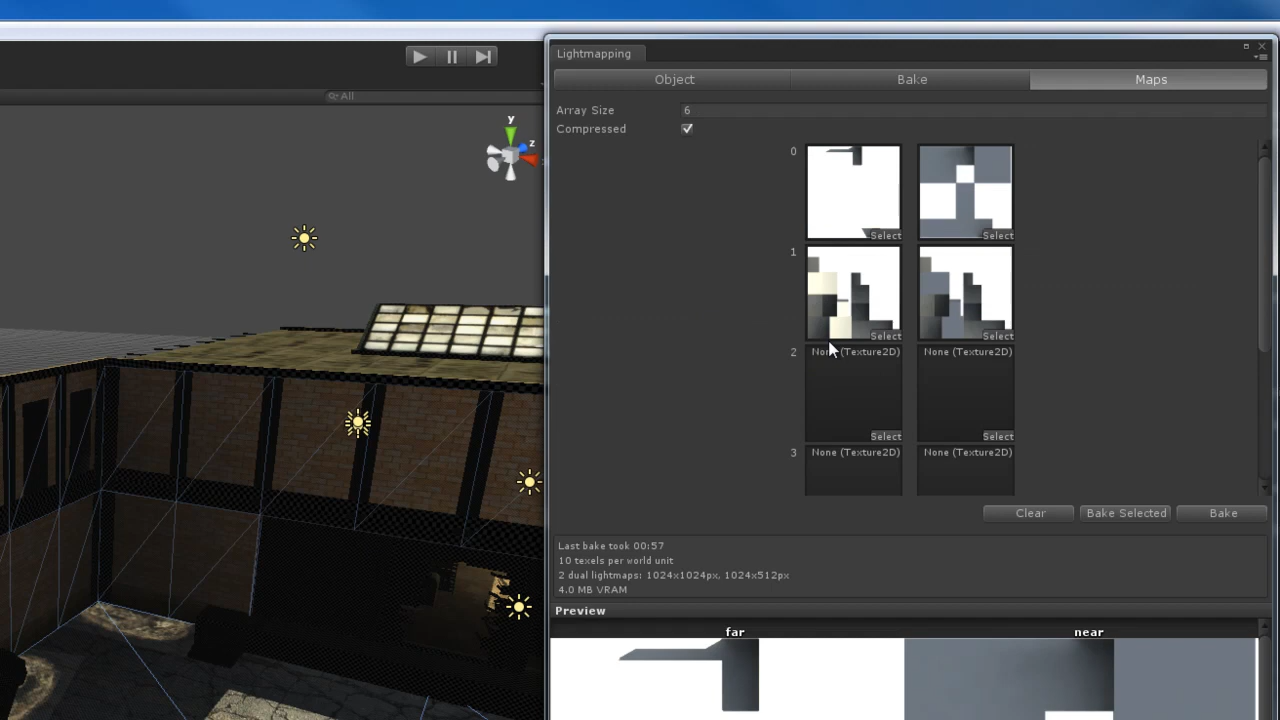 Lightmapping
Object Bake Maps
All
Array Size 6
Compressed
y
z
0
Select Select
1
Select Select
2 None (Texture2D) None (Texture2D)
Select Select
3 None (Texture2D) None (Texture2D)
Clear Bake Selected Bake
Last bake took 00:57
10 texels per world unit
2 dual lightmaps: 1024x1024px, 1024x512px
4.0 MB VRAM
Preview
far near